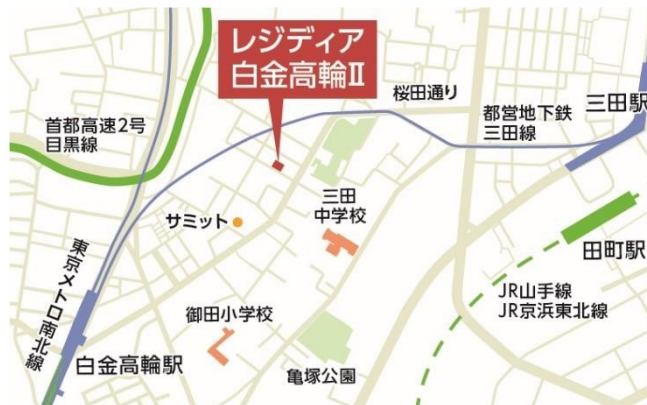 レジディア
白金高輪Ⅱ
桜田通り
都営地下鉄
三田線
三田駅
首都高速2号
目黒線
サミット
三田
中学校
田町駅
JR山手線
JR京浜東北線
東京メトロ南北線
御田小学校
白金高輪駅
亀塚公園